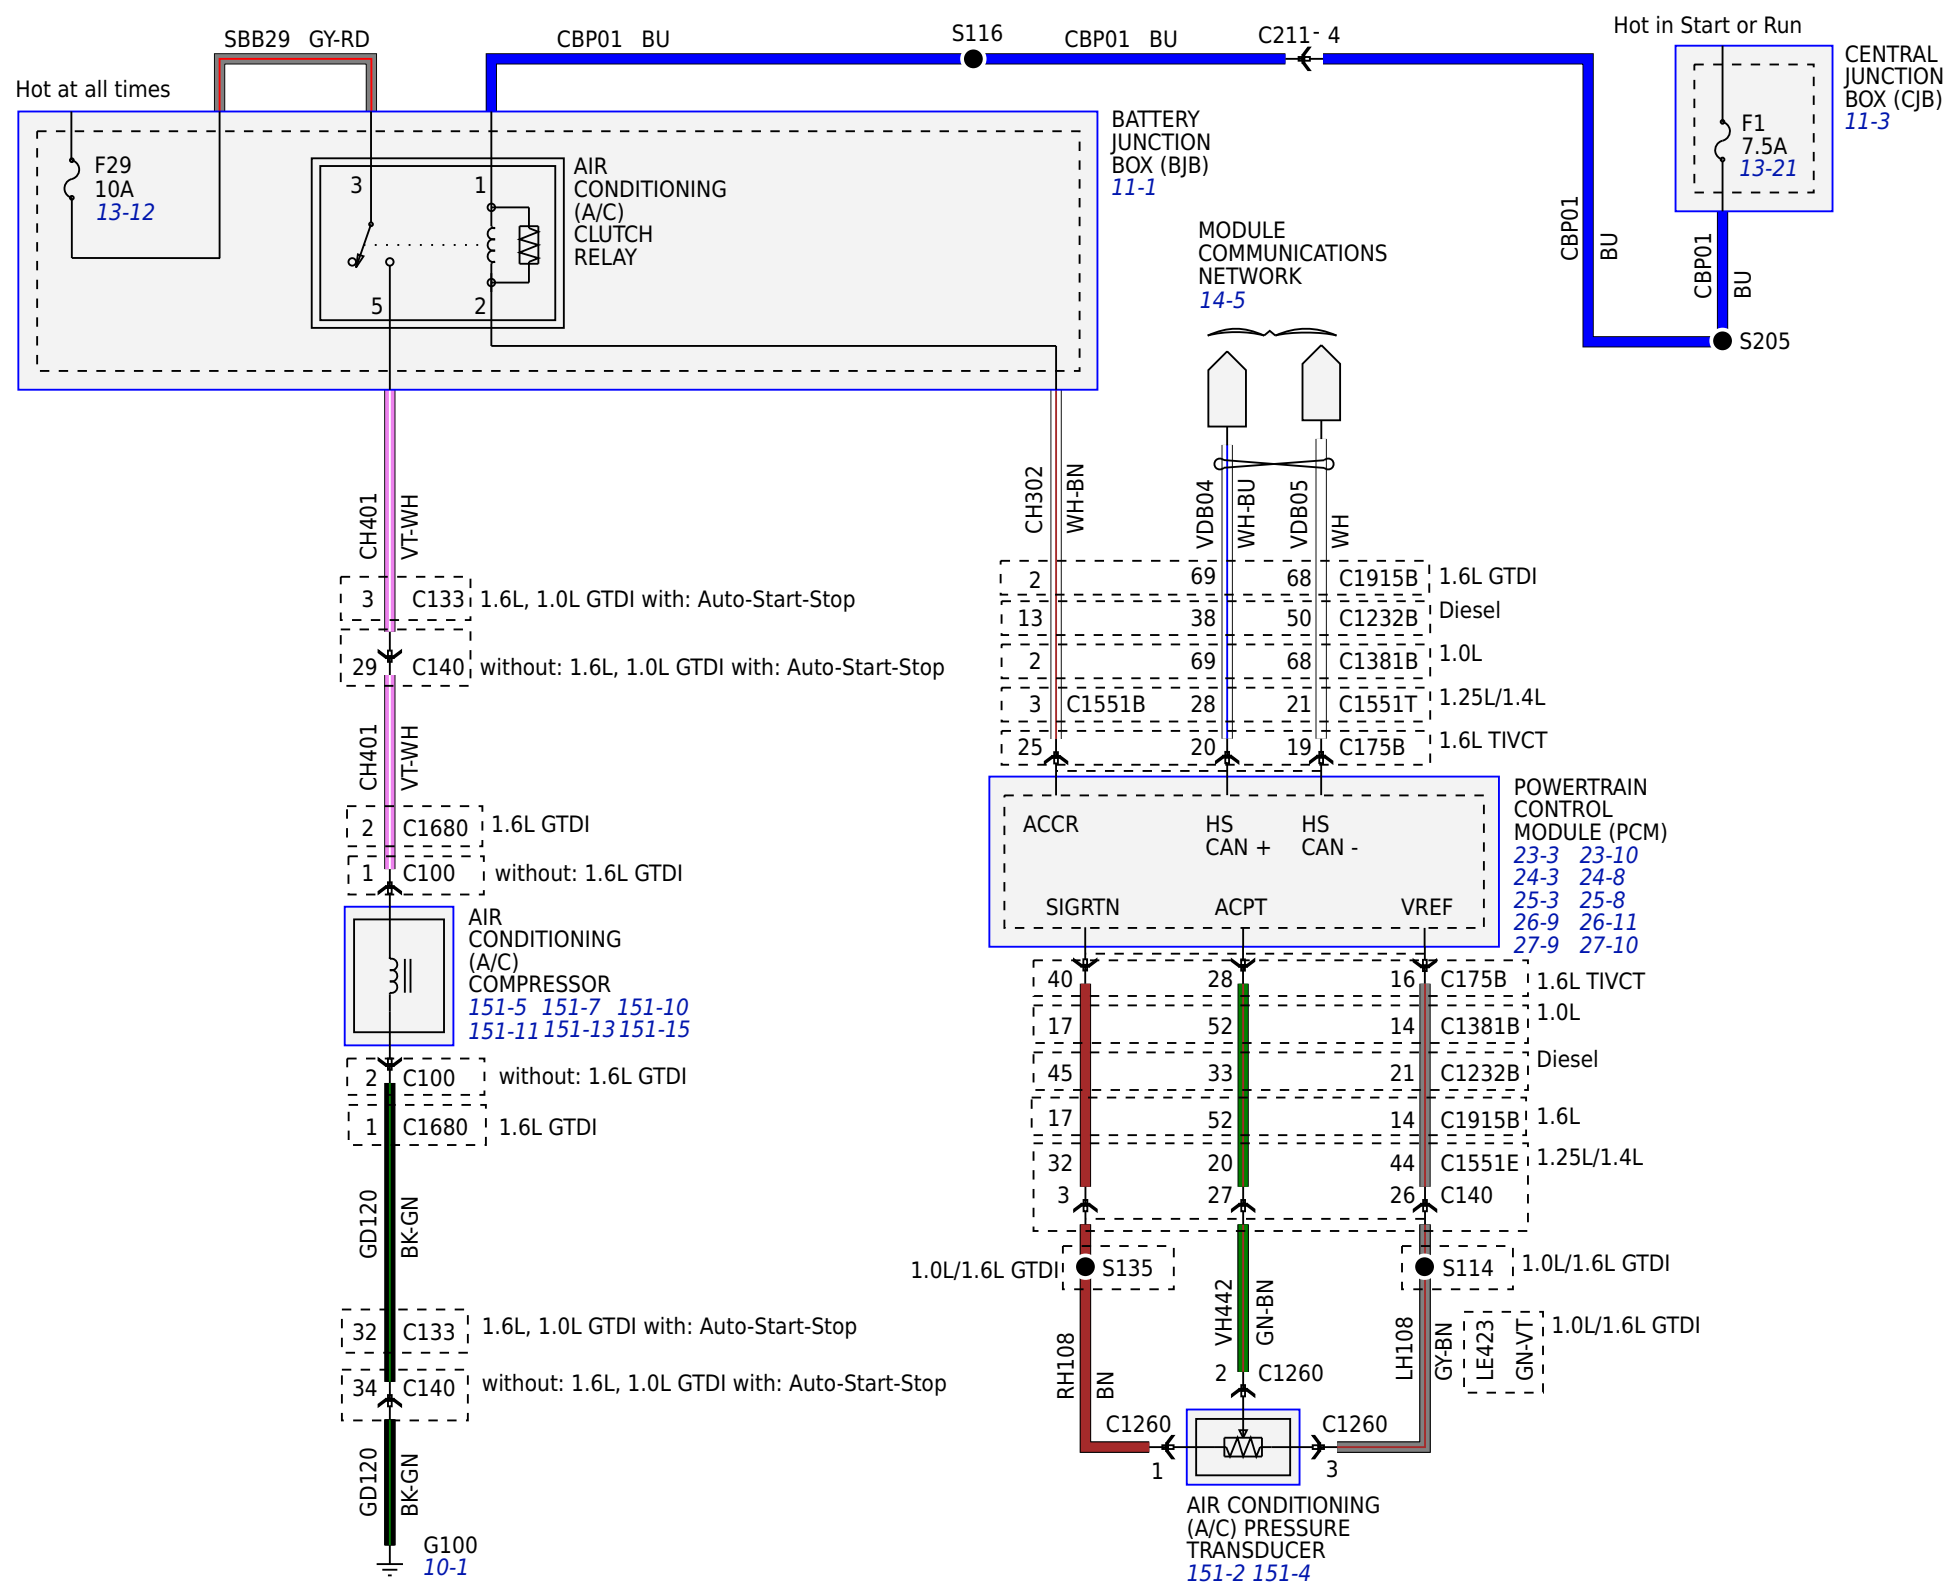 Hot in Start or Run
SBB29 GY-RD
CBP01 BU
S116
CBP01 BU
C211- 4
CENTRAL
JUNCTION
BOX (CJB)
11-3
F1
7.5A
13-21
Hot at all times
F29
10A
13-12
3
1
5
2
AIR
CONDITIONING
(A/C)
CLUTCH
RELAY
BATTERY
JUNCTION
BOX (BJB)
11-1
MODULE
COMMUNICATIONS
NETWORK
14-5
CBP01
BU
CBP01
BU
S205
CH401
VT-WH
CH302
WH-BN
VDB04
WH-BU
VDB05
WH
3 C133 1.6L, 1.0L GTDI with: Auto-Start-Stop
29 C140 without: 1.6L, 1.0L GTDI with: Auto-Start-Stop
CH401
VT-WH
2 C1680 1.6L GTDI
1 C100 without: 1.6L GTDI
2 69 68 C1915B 1.6L GTDI
13 38 50 C1232B Diesel
2 69 68 C1381B 1.0L
3 C1551B 28 21 C1551T 1.25L/1.4L
25 20 19 C175B 1.6L TIVCT
ACCR
HS
CAN +
HS
CAN -
SIGRTN ACPT VREF
POWERTRAIN
CONTROL
MODULE (PCM)
23-3 23-10
24-3 24-8
25-3 25-8
26-9 26-11
27-9 27-10
AIR
CONDITIONING
(A/C)
COMPRESSOR
151-5 151-7 151-10
151-11 151-13 151-15
2 C100 without: 1.6L GTDI
1 C1680 1.6L GTDI
GD120
BK-GN
32 C133 1.6L, 1.0L GTDI with: Auto-Start-Stop
34 C140 without: 1.6L, 1.0L GTDI with: Auto-Start-Stop
GD120
BK-GN
G100
10-1
40 28 16 C175B 1.6L TIVCT
17 52 14 C1381B 1.0L
45 33 21 C1232B Diesel
17 52 14 C1915B 1.6L
32 20 44 C1551E 1.25L/1.4L
3 27 26 C140
1.0L/1.6L GTDI S135
S114 1.0L/1.6L GTDI
RH108
BN
VH442
GN-BN
LH108
GY-BN
LE423
GN-VT
1.0L/1.6L GTDI
2 C1260
C1260
1
C1260
3
AIR CONDITIONING
(A/C) PRESSURE
TRANSDUCER
151-2 151-4